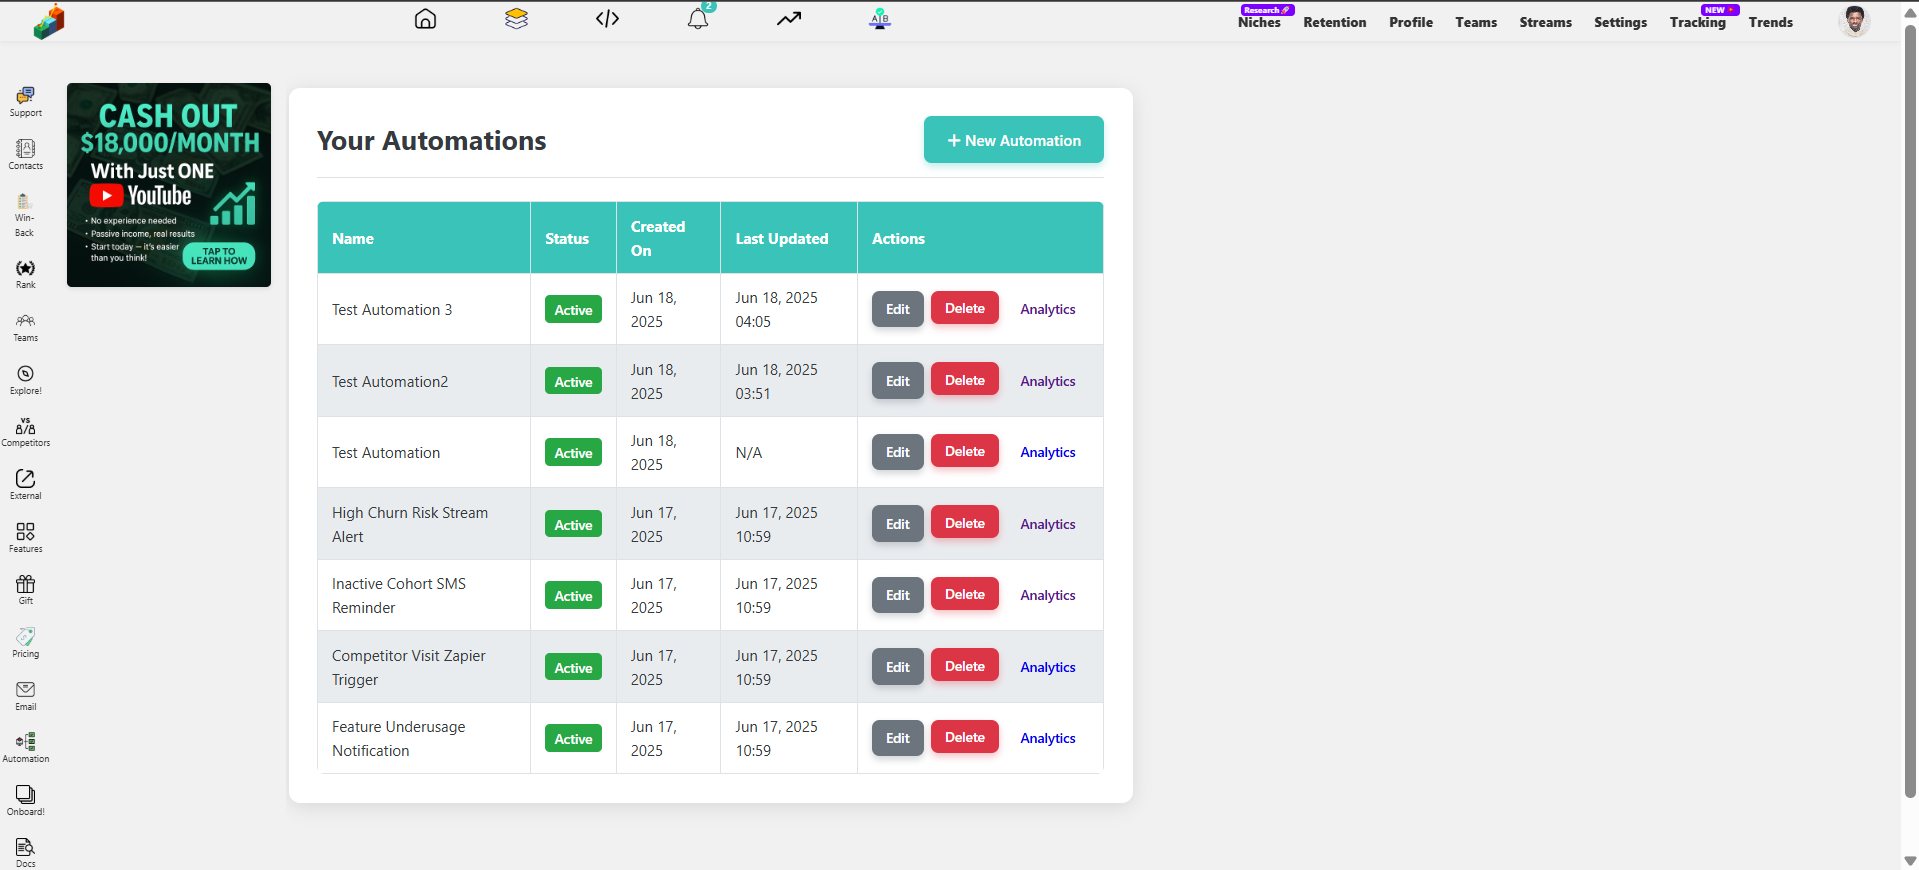 2
A|B
Research 🚀
Niches
Retention
Profile
Teams
Streams
Settings
NEW
Tracking
Trends
Support
Contacts
Win-
Back
Rank
Teams
Explore!
VS
Competitors
External
Features
Gift
Pricing
Email
Automation
Onboard!
Docs
CASH OUT
$18,000/MONTH
With Just ONE
YouTube
• No experience needed
• Passive income, real results
• Start today — it's easier
than you think!
TAP TO
LEARN HOW
Your Automations
+ New Automation
Name Status Created On Last Updated Actions
Test Automation 3 Active Jun 18, 2025 Jun 18, 2025 04:05 Edit Delete Analytics
Test Automation2 Active Jun 18, 2025 Jun 18, 2025 03:51 Edit Delete Analytics
Test Automation Active Jun 18, 2025 N/A Edit Delete Analytics
High Churn Risk Stream Alert Active Jun 17, 2025 Jun 17, 2025 10:59 Edit Delete Analytics
Inactive Cohort SMS Reminder Active Jun 17, 2025 Jun 17, 2025 10:59 Edit Delete Analytics
Competitor Visit Zapier Trigger Active Jun 17, 2025 Jun 17, 2025 10:59 Edit Delete Analytics
Feature Underusage Notification Active Jun 17, 2025 Jun 17, 2025 10:59 Edit Delete Analytics